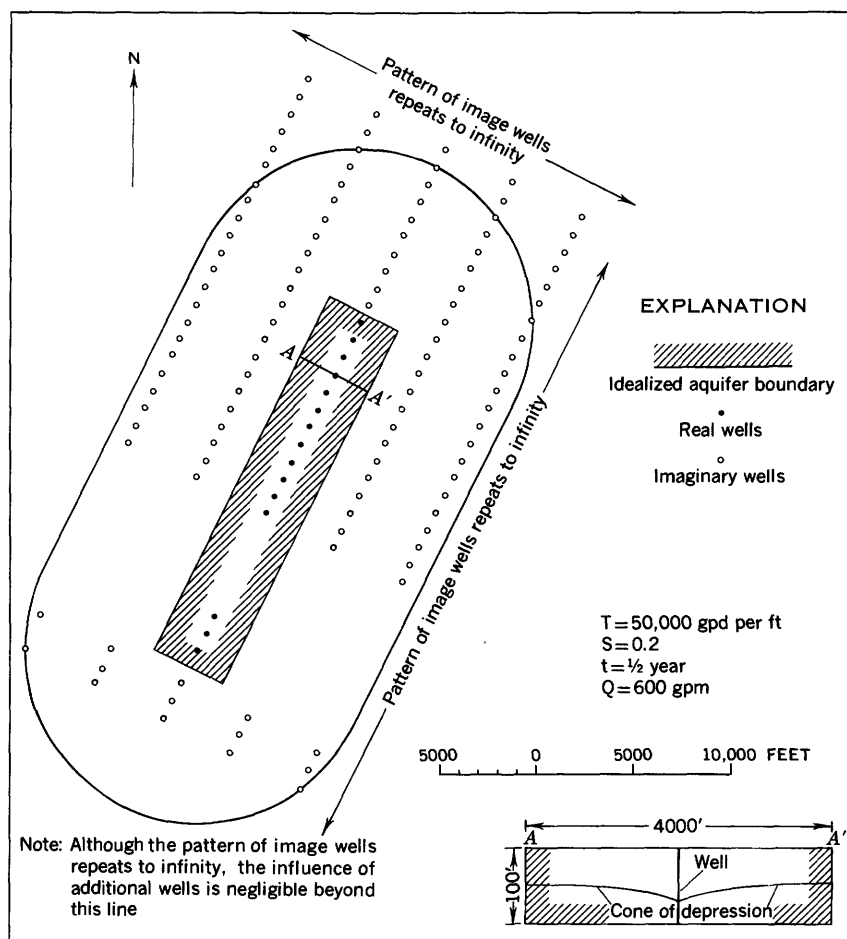 N
Pattern of image wells
repeats to infinity
A
A'
Pattern of image wells repeats to infinity
EXPLANATION
Idealized aquifer boundary
Real wells
Imaginary wells
T=50,000 gpd per ft
S=0.2
t=½ year
Q=600 gpm
5000 0 5000 10,000 FEET
Note: Although the pattern of image wells
repeats to infinity, the influence of
additional wells is negligible beyond
this line
4000'
A
A'
100'
Well
Cone of depression